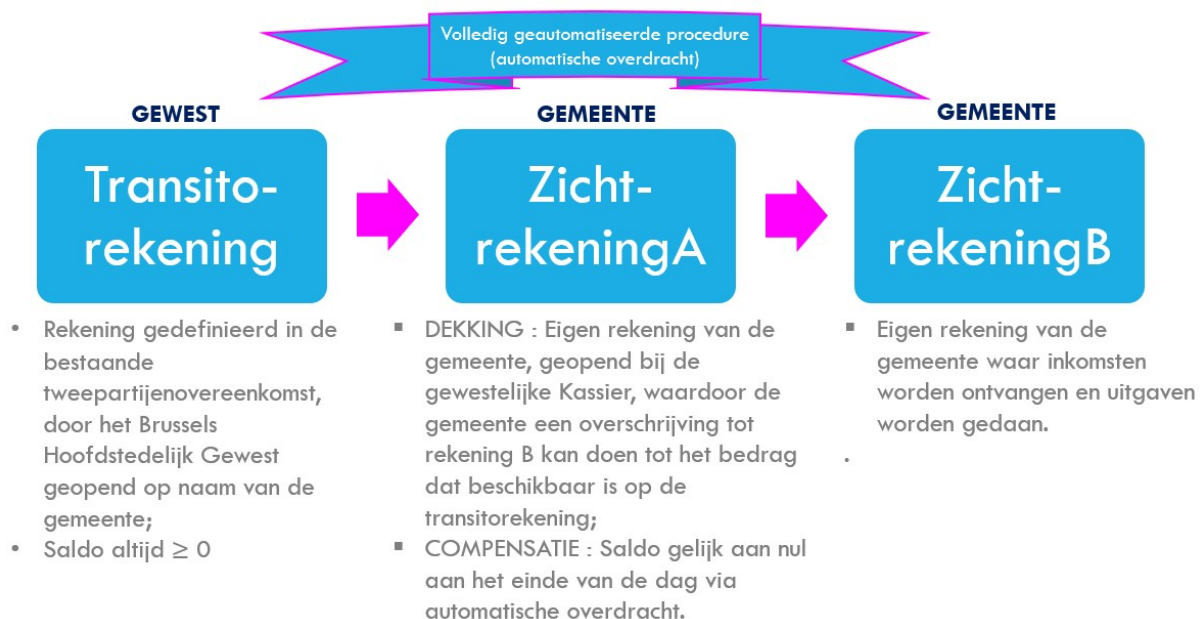 Volledig geautomatiseerde procedure
(automatische overdracht)
GEWEST
Transito-
rekening
• Rekening gedefinieerd in de
bestaande
tweepartijenovereenkomst,
door het Brussels
Hoofdstedelijk Gewest
geopend op naam van de
gemeente;
• Saldo altijd ≥ 0
GEMEENTE
Zicht-
rekeningA
▪ DEKKING : Eigen rekening van de
gemeente, geopend bij de
gewestelijke Kassier, waardoor de
gemeente een overschrijving tot
rekening B kan doen tot het bedrag
dat beschikbaar is op de
transitorekening;
▪ COMPENSATIE : Saldo gelijk aan nul
aan het einde van de dag via
automatische overdracht.
GEMEENTE
Zicht-
rekeningB
▪ Eigen rekening van de
gemeente waar inkomsten
worden ontvangen en uitgaven
worden gedaan.
.